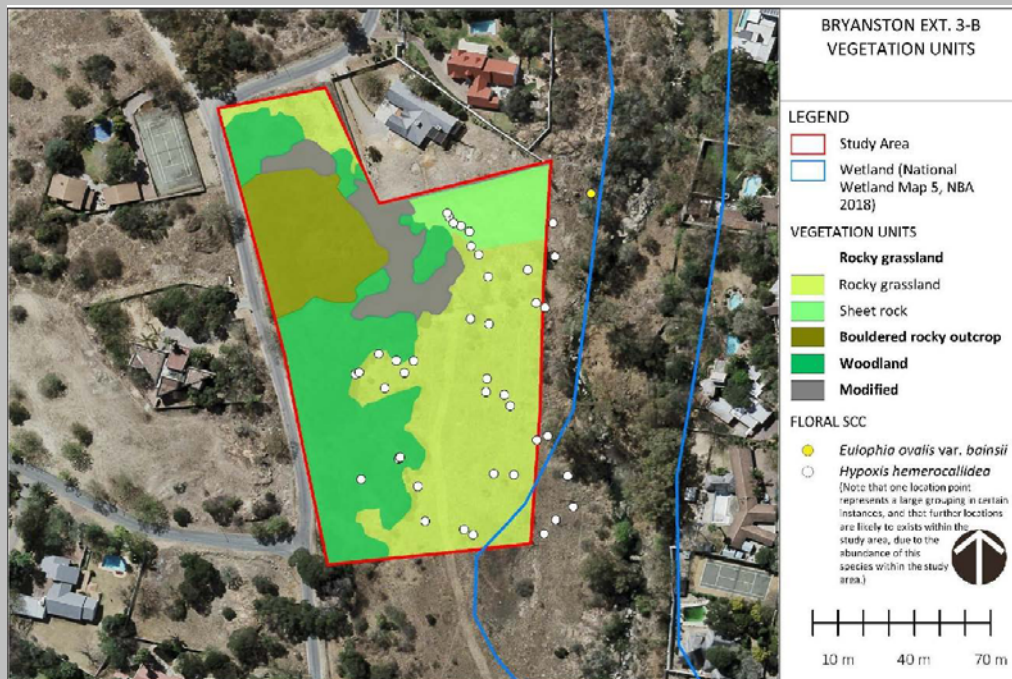 BRYANSTON EXT. 3-B
VEGETATION UNITS
LEGEND
Study Area
Wetland (National
Wetland Map 5, NBA
2018)
VEGETATION UNITS
Rocky grassland
Rocky grassland
Sheet rock
Bouldered rocky outcrop
Woodland
Modified
FLORAL SCC
Eulophia ovalis var. bainsii
Hypoxis hemerocallidea
(Note that one location point
represents a large grouping in certain
instances, and that further locations
are likely to exists within the
study area, due to the
abundance of this
species within the study
area.)
10 m 40 m 70 m